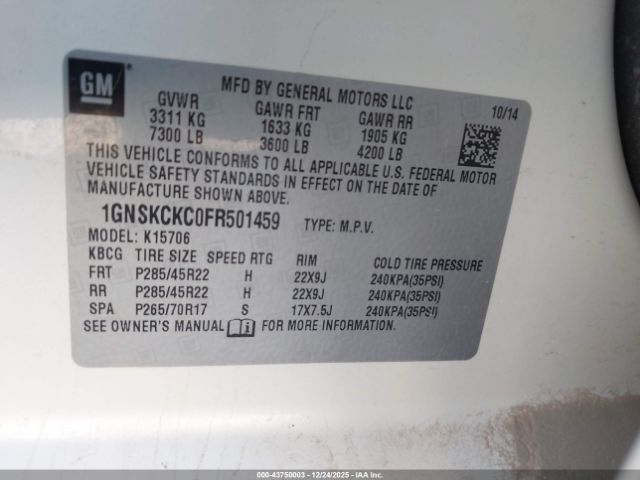 GM
MFD BY GENERAL MOTORS LLC
10/14
GVWR GAWR FRT GAWR RR
3311 KG 1633 KG 1905 KG
7300 LB 3600 LB 4200 LB
THIS VEHICLE CONFORMS TO ALL APPLICABLE U.S. FEDERAL MOTOR
VEHICLE SAFETY STANDARDS IN EFFECT ON THE DATE OF
MANUFACTURE SHOWN ABOVE.
1GNSKCKC0FR501459 TYPE: M.P.V.
MODEL: K15706
KBCG TIRE SIZE SPEED RTG RIM COLD TIRE PRESSURE
FRT P285/45R22 H 22X9J 240KPA(35PSI)
RR P285/45R22 H 22X9J 240KPA(35PSI)
SPA P265/70R17 S 17X7.5J 240KPA(35PSI)
SEE OWNER'S MANUAL FOR MORE INFORMATION.
000-43750003 - 12/24/2025 - IAAI.COM